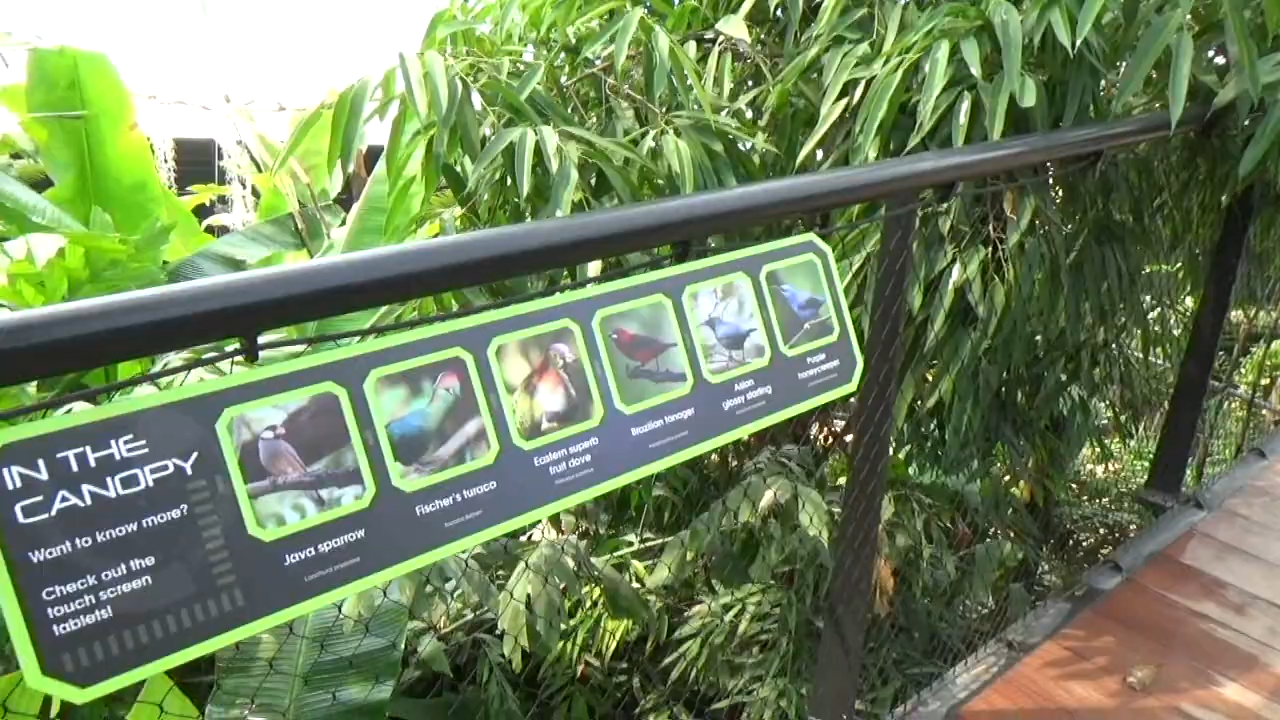 IN THE
CANOPY
Want to know more?
Check out the
touch screen
tablets!
Java sparrow
Fischer's turaco
Eastern superb
fruit dove
Brazilian tanager
Asian
glossy starling
Purple
honeycreeper